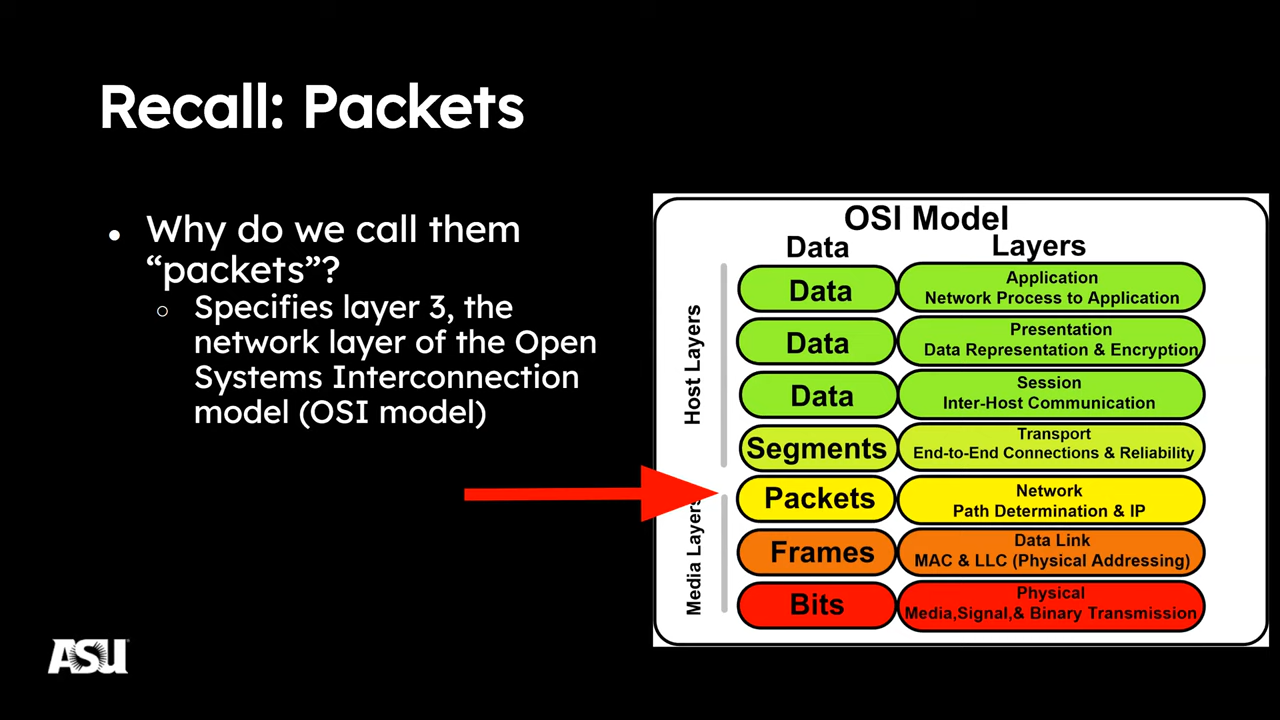 Recall: Packets
● Why do we call them
“packets”?
○ Specifies layer 3, the
network layer of the Open
Systems Interconnection
model (OSI model)
OSI Model
Data
Layers
Host Layers
Data
Application
Network Process to Application
Data
Presentation
Data Representation & Encryption
Data
Session
Inter-Host Communication
Segments
Transport
End-to-End Connections & Reliability
Media Layers
Packets
Network
Path Determination & IP
Frames
Data Link
MAC & LLC (Physical Addressing)
Bits
Physical
Media,Signal,& Binary Transmission
ASU